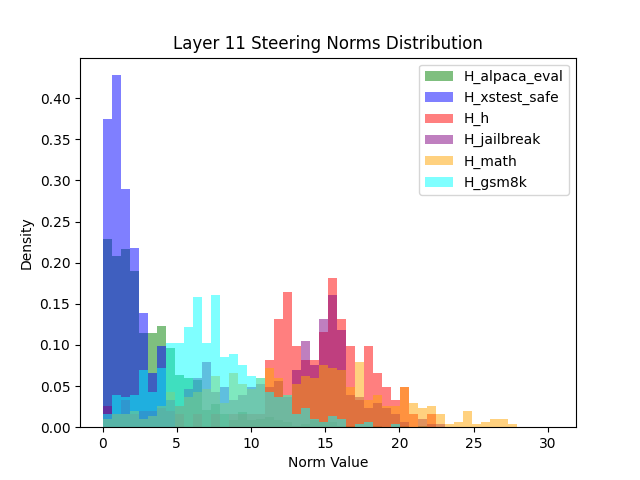 Layer 11 Steering Norms Distribution
H_alpaca_eval
H_xstest_safe
H_h
H_jailbreak
H_math
H_gsm8k
0.40
0.35
0.30
0.25
0.20
0.15
0.10
0.05
0.00
Density
0 5 10 15 20 25 30
Norm Value